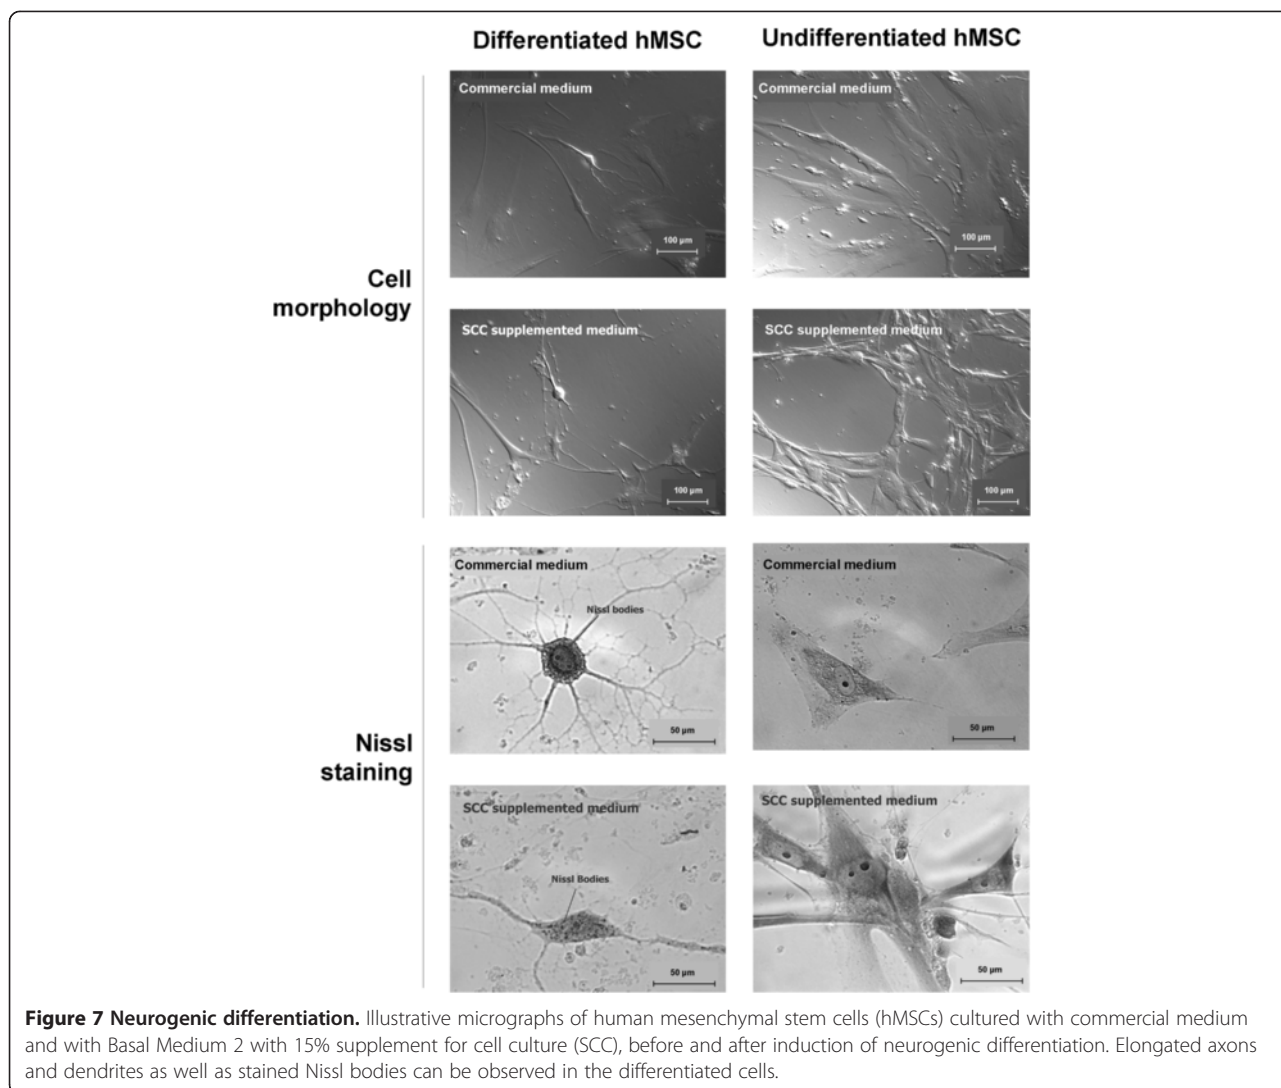 Differentiated hMSC
Undifferentiated hMSC
Cell
morphology
Commercial medium
100 µm
Commercial medium
100 µm
SCC supplemented medium
100 µm
SCC supplemented medium
100 µm
Nissl
staining
Commercial medium
Nissl bodies
50 µm
Commercial medium
50 µm
SCC supplemented medium
Nissl Bodies
50 µm
SCC supplemented medium
50 µm
Figure 7 Neurogenic differentiation. Illustrative micrographs of human mesenchymal stem cells (hMSCs) cultured with commercial medium
and with Basal Medium 2 with 15% supplement for cell culture (SCC), before and after induction of neurogenic differentiation. Elongated axons
and dendrites as well as stained Nissl bodies can be observed in the differentiated cells.